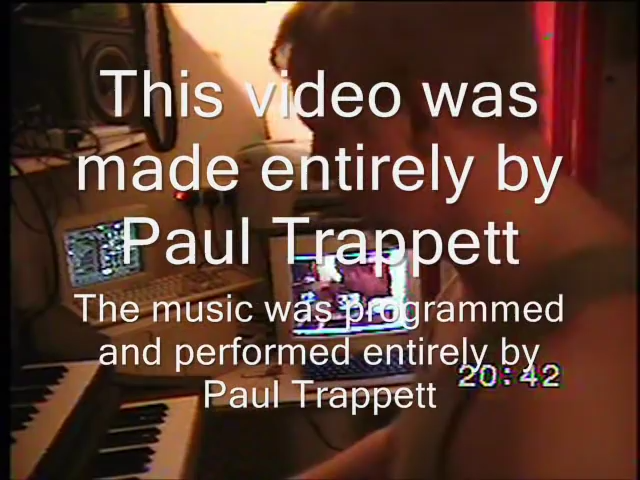 This video was
made entirely by
Paul Trappett
The music was programmed
and performed entirely by
Paul Trappett
20:42